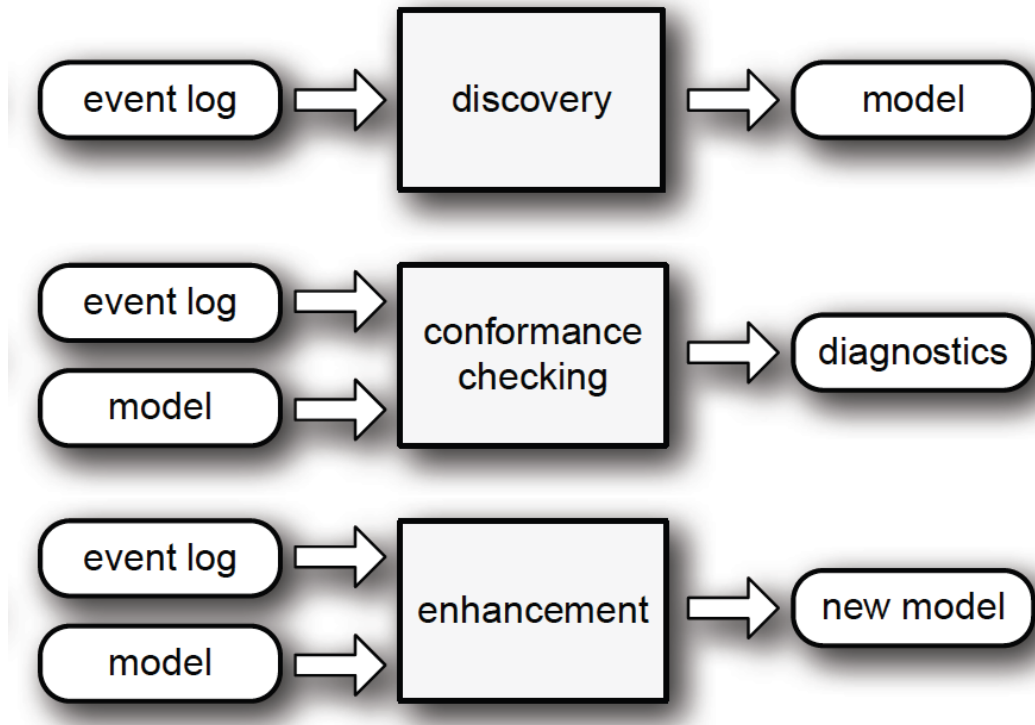 event log
discovery
model
event log
model
conformance
checking
diagnostics
event log
model
enhancement
new model